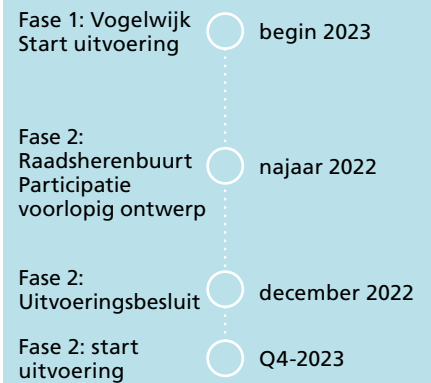 Fase 1: Vogelwijk
Start uitvoering
begin 2023
Fase 2:
Raadsherenbuurt
Participatie
voorlopig ontwerp
najaar 2022
Fase 2:
Uitvoeringsbesluit
december 2022
Fase 2: start
uitvoering
Q4-2023